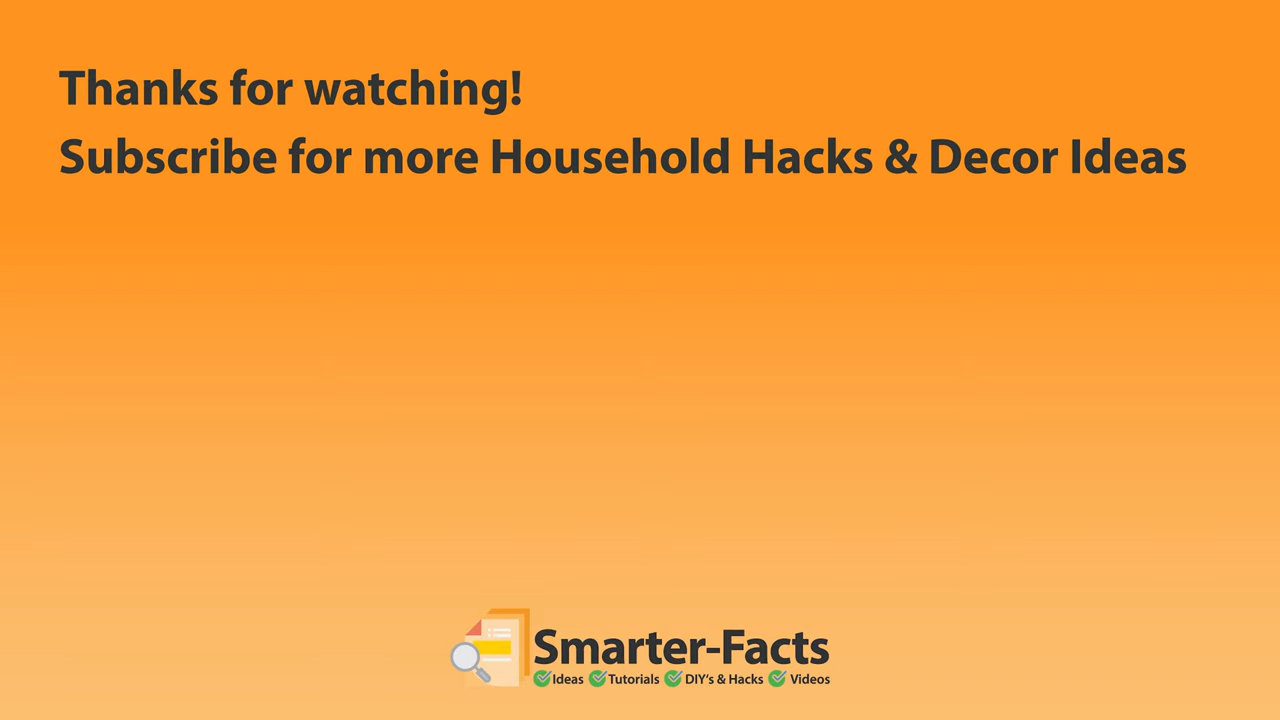 Thanks for watching!
Subscribe for more Household Hacks & Decor Ideas
Smarter-Facts
Ideas Tutorials DIY's & Hacks Videos